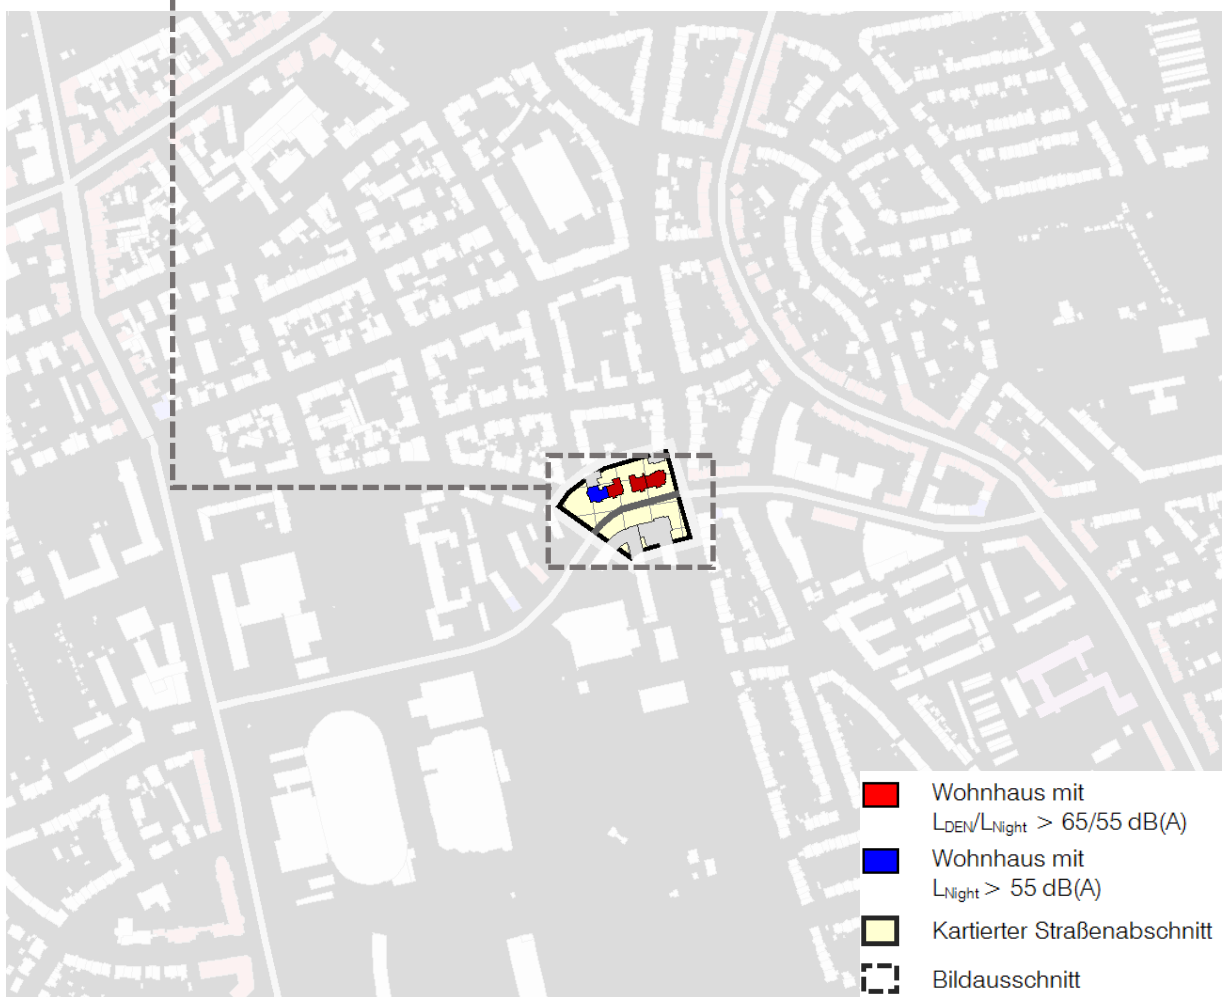 Wohnhaus mit
LDEN/LNight > 65/55 dB(A)
Wohnhaus mit
LNight > 55 dB(A)
Kartierter Straßenabschnitt
Bildausschnitt